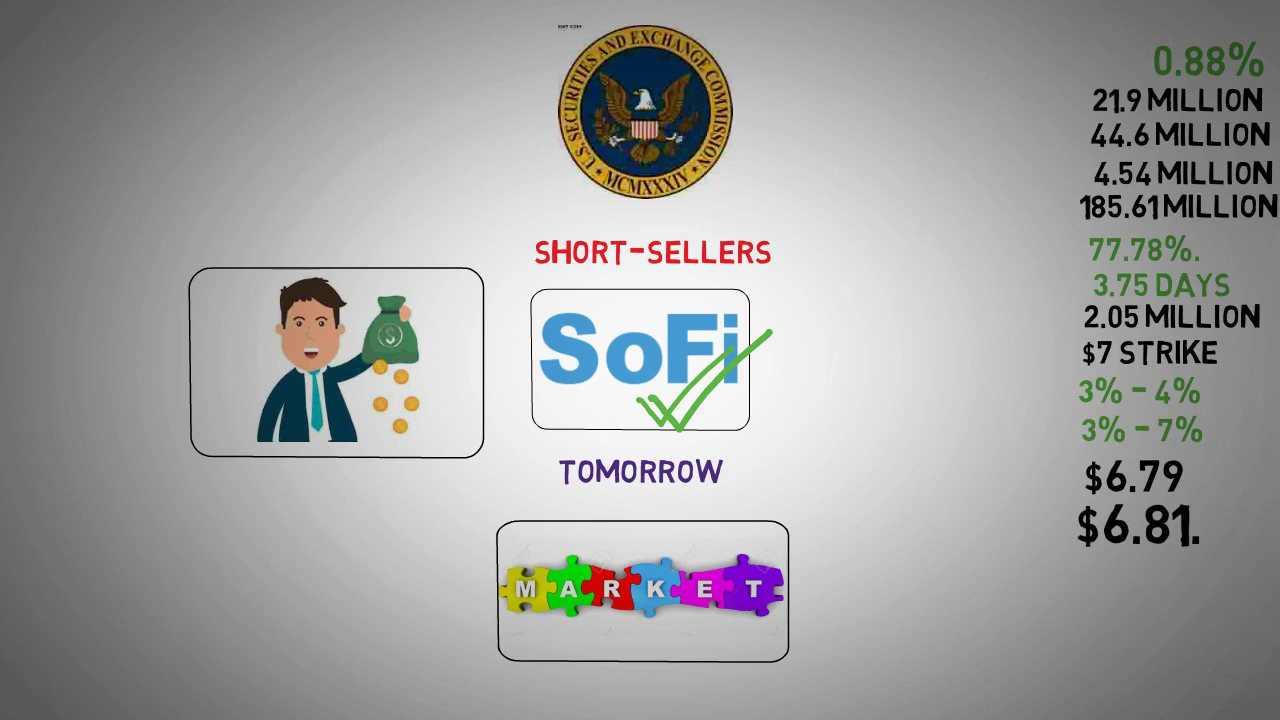 U.S. SECURITIES AND EXCHANGE COMMISSION
MCMXXXIV
SHORT-SELLERS
SoFi
TOMORROW
MARKET
$
0.88%
21.9 MILLION
44.6 MILLION
4.54 MILLION
185.61 MILLION
77.78%.
3.75 DAYS
2.05 MILLION
$7 STRIKE
3% - 4%
3% - 7%
$6.79
$6.81.